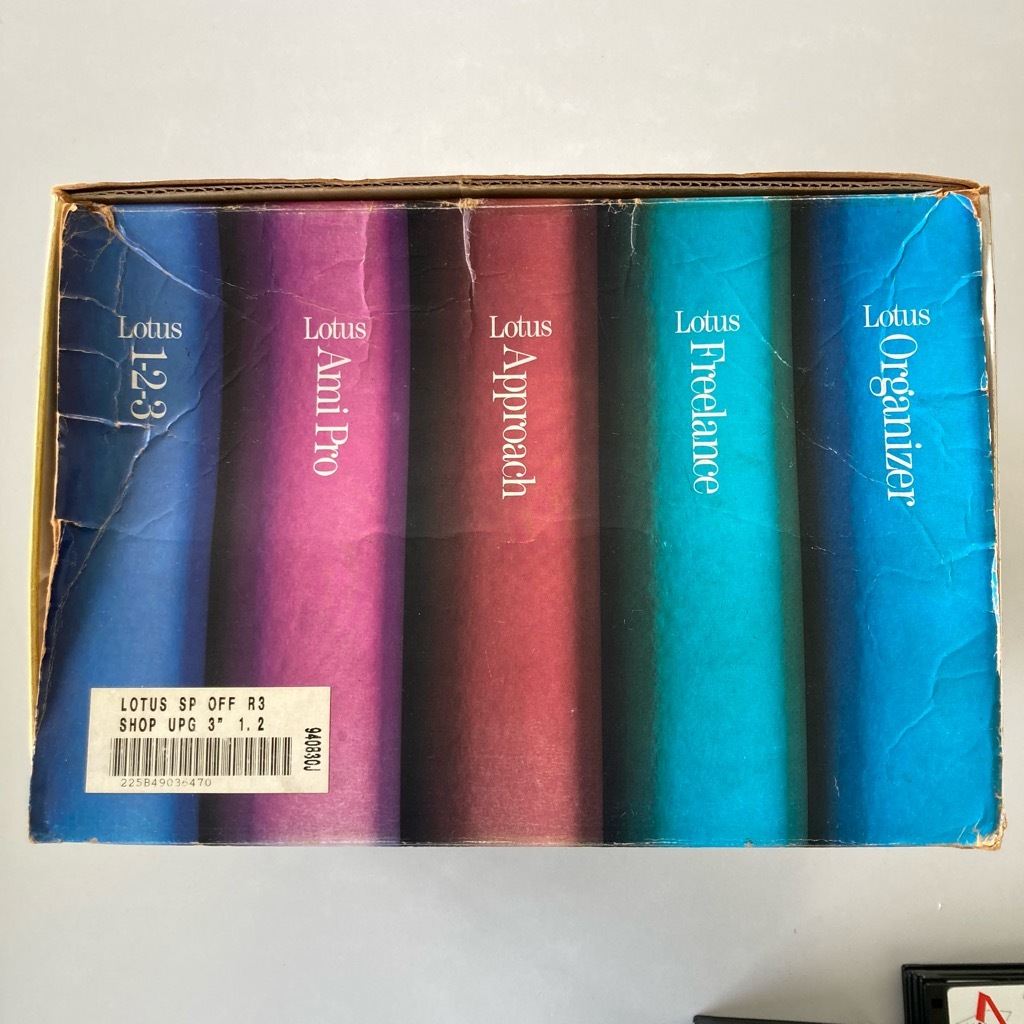 Lotus
1-2-3
Lotus
Ami Pro
Lotus
Approach
Lotus
Freelance
Lotus
Organizer
LOTUS SP OFF R3
SHOP UPG 3" 1.2
940830J
225B49036470